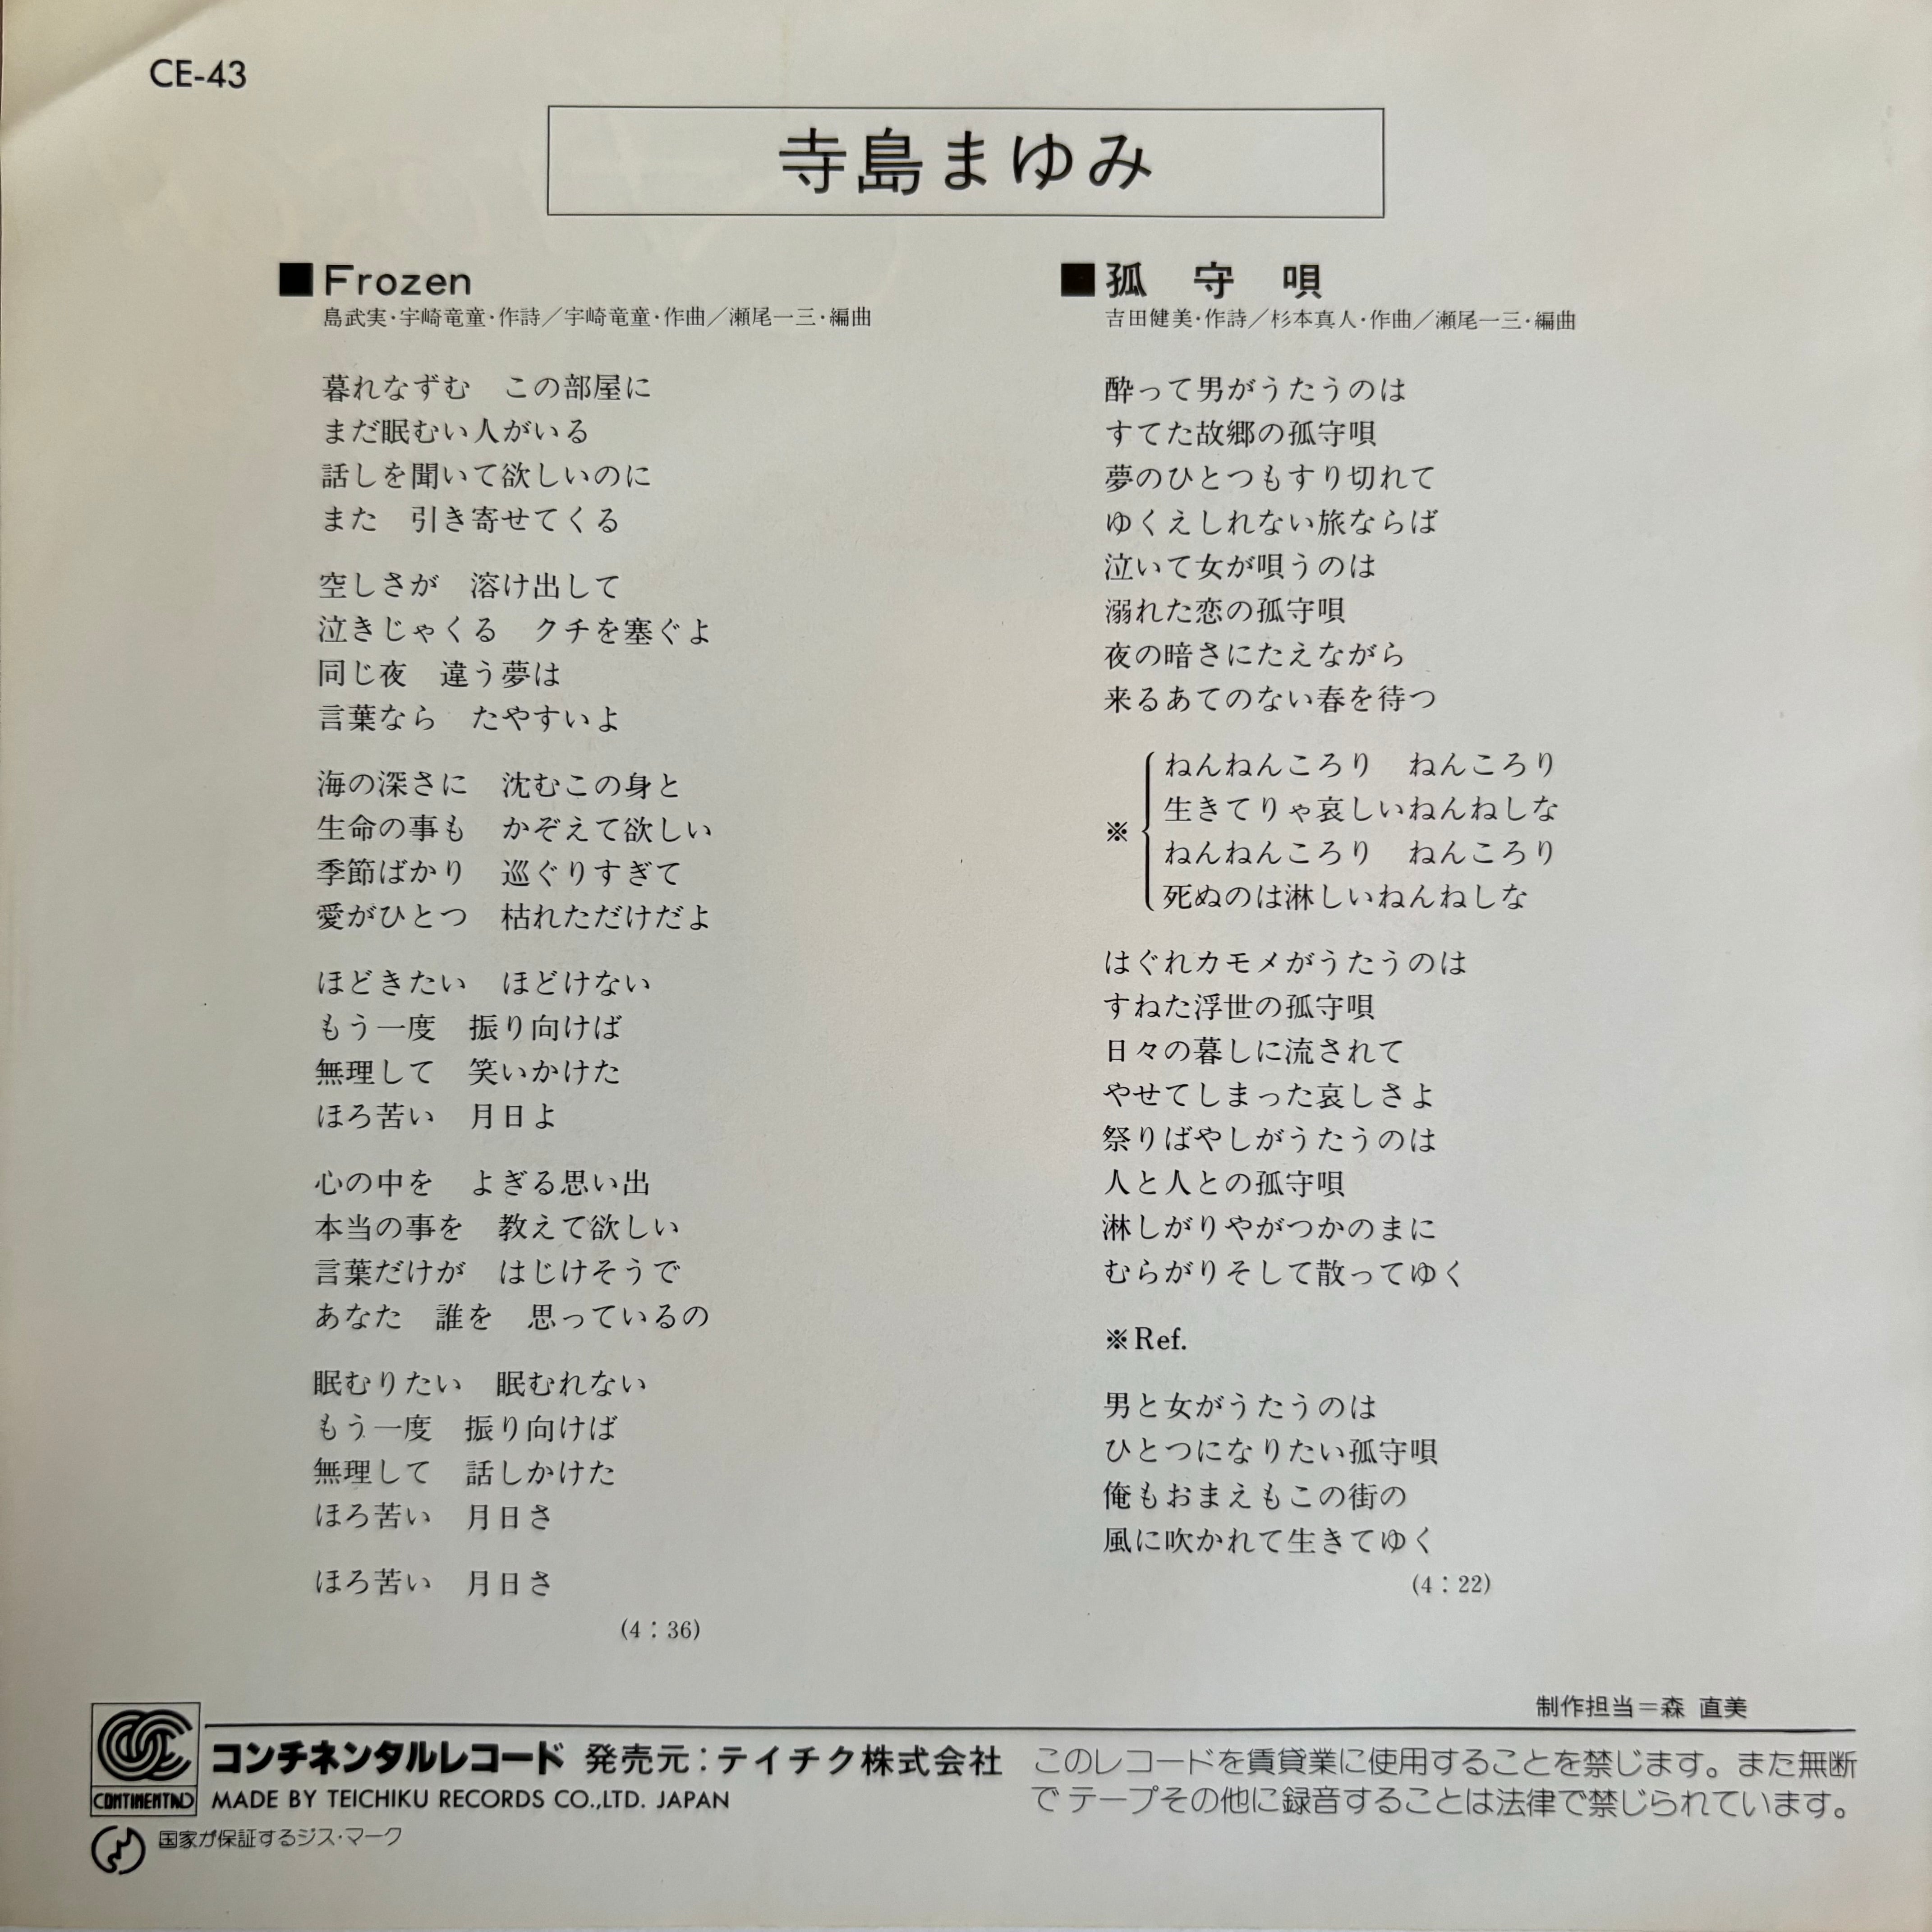 CE-43
寺島まゆみ
■Frozen
島武実・宇崎竜童・作詩／宇崎竜童・作曲／瀬尾一三・編曲
暮れなずむ　この部屋に
まだ眠むい人がいる
話しを聞いて欲しいのに
また　引き寄せてくる
空しさが　溶け出して
泣きじゃくる　クチを塞ぐよ
同じ夜　違う夢は
言葉なら　たやすいよ
海の深さに　沈むこの身と
生命の事も　かぞえて欲しい
季節ばかり　巡ぐりすぎて
愛がひとつ　枯れただけだよ
ほどきたい　ほどけない
もう一度　振り向けば
無理して　笑いかけた
ほろ苦い　月日よ
心の中を　よぎる思い出
本当の事を　教えて欲しい
言葉だけが　はじけそうで
あなた　誰を　思っているの
眠むりたい　眠むれない
もう一度　振り向けば
無理して　話しかけた
ほろ苦い　月日さ
ほろ苦い　月日さ
(4：36)
■孤　守　唄
吉田健美・作詩／杉本真人・作曲／瀬尾一三・編曲
酔って男がうたうのは
すてた故郷の孤守唄
夢のひとつもすり切れて
ゆくえしれない旅ならば
泣いて女が唄うのは
溺れた恋の孤守唄
夜の暗さにたえながら
来るあてのない春を待つ
※
ねんねんころり　ねんころり
生きてりゃ哀しいねんねしな
ねんねんころり　ねんころり
死ぬのは淋しいねんねしな
はぐれカモメがうたうのは
すねた浮世の孤守唄
日々の暮しに流されて
やせてしまった哀しさよ
祭りばやしがうたうのは
人と人との孤守唄
淋しがりやがつかのまに
むらがりそして散ってゆく
※Ref.
男と女がうたうのは
ひとつになりたい孤守唄
俺もおまえもこの街の
風に吹かれて生きてゆく
(4：22)
制作担当＝森 直美
CONTINENTAL
コンチネンタルレコード 発売元：テイチク株式会社
MADE BY TEICHIKU RECORDS CO.,LTD. JAPAN
国家が保証するジス・マーク
このレコードを賃貸業に使用することを禁じます。また無断
でテープその他に録音することは法律で禁じられています。